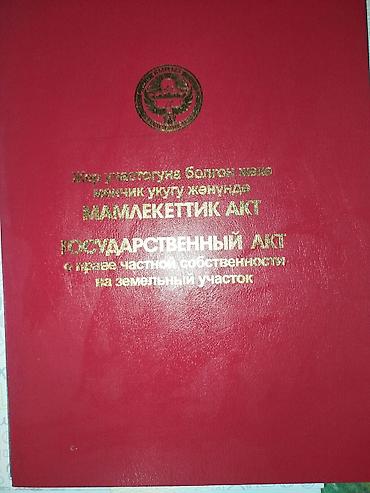 Жер участогуна болгон жеке
менчик укугу жөнүндө
МАМЛЕКЕТТИК АКТ
ГОСУДАРСТВЕННЫЙ АКТ
о праве частной собственности
на земельный участок